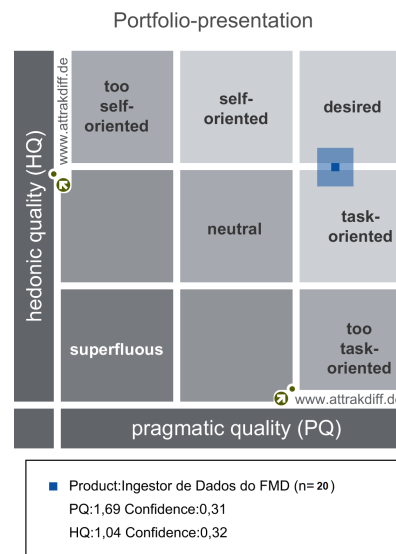 Portfolio-presentation
too
self-
oriented
self-
oriented
desired
neutral
task-
oriented
superfluous
too
task-
oriented
www.attrakdiff.de
hedonic quality (HQ)
www.attrakdiff.d
pragmatic quality (PQ)
Product:Ingestor de Dados do FMD (n= 20)
PQ:1,69 Confidence:0,31
HQ:1,04 Confidence:0,32